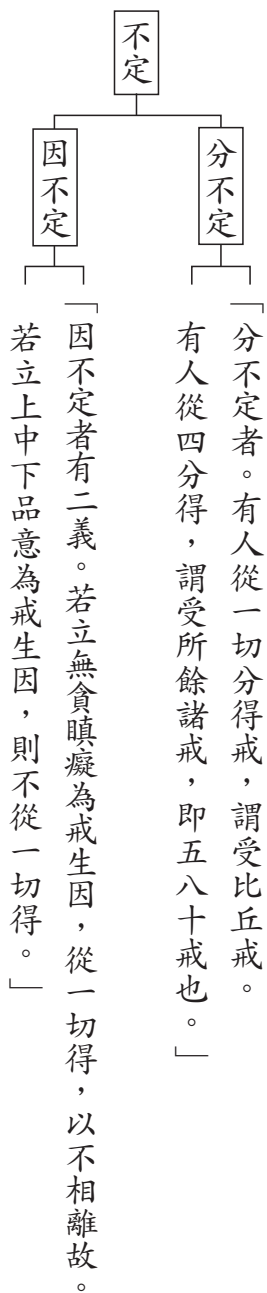 不定
分不定
「分不定者。有人從一切分得戒，謂受比丘戒。
有人從四分得，謂受所餘諸戒，即五八十戒也。」
因不定
「因不定者有二義。若立無貪瞋癡為戒生因，從一切得，以不相離故。
若立上中下品意為戒生因，則不從一切得。」